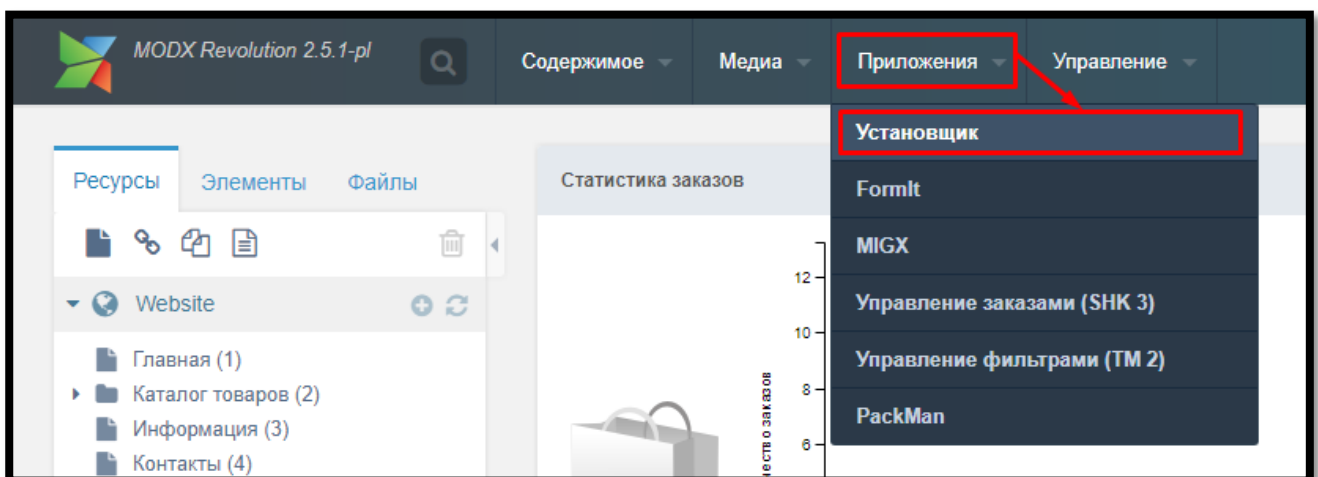 MODX Revolution 2.5.1-pl
Содержимое
Медиа
Приложения
Управление
Установщик
FormIt
MIGX
Управление заказами (SHK 3)
Управление фильтрами (TM 2)
PackMan
Ресурсы
Элементы
Файлы
Website
Главная (1)
Каталог товаров (2)
Информация (3)
Контакты (4)
Статистика заказов
12
10
8
6